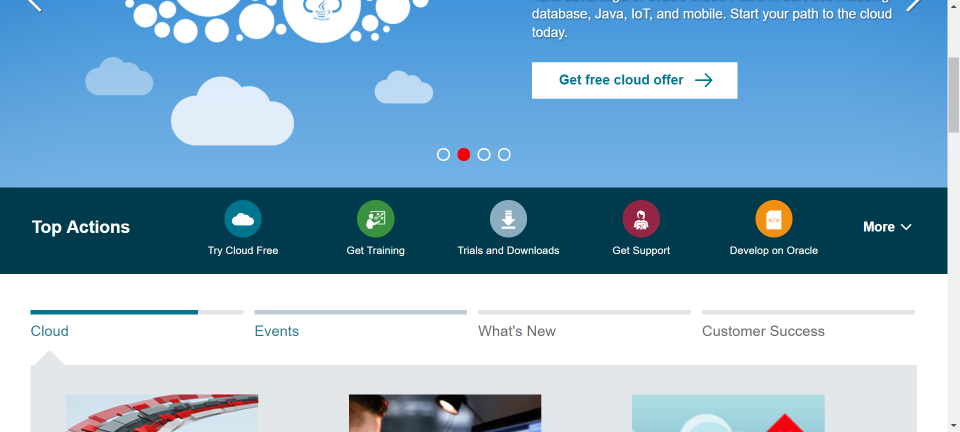 database, Java, IoT, and mobile. Start your path to the cloud
today.
Get free cloud offer
Top Actions
Try Cloud Free
Get Training
Trials and Downloads
Get Support
Develop on Oracle
More
Cloud
Events
What's New
Customer Success